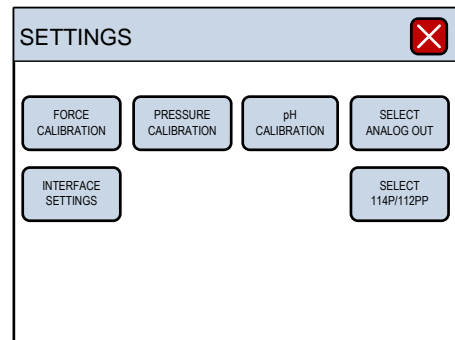 SETTINGS
FORCE
CALIBRATION
PRESSURE
CALIBRATION
pH
CALIBRATION
SELECT
ANALOG OUT
INTERFACE
SETTINGS
SELECT
114P/112PP